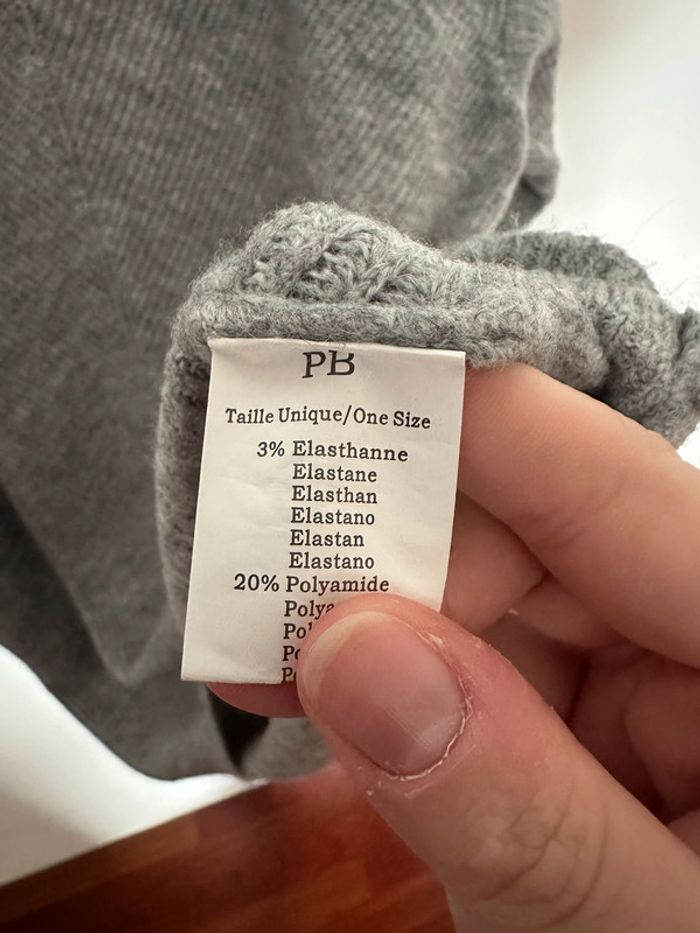 PB
Taille Unique/One Size
3% Elasthanne
Elastane
Elasthan
Elastano
Elastan
Elastano
20% Polyamide